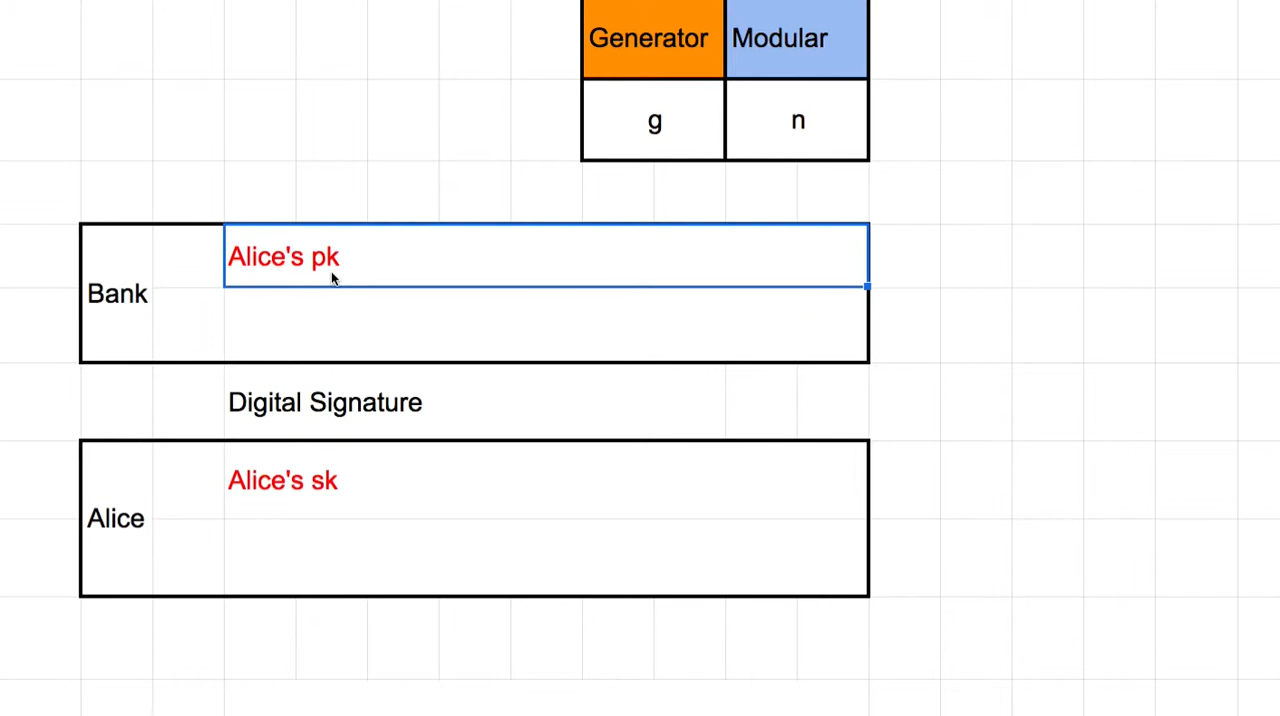 Generator Modular
g n
Alice's pk
Bank
Digital Signature
Alice's sk
Alice